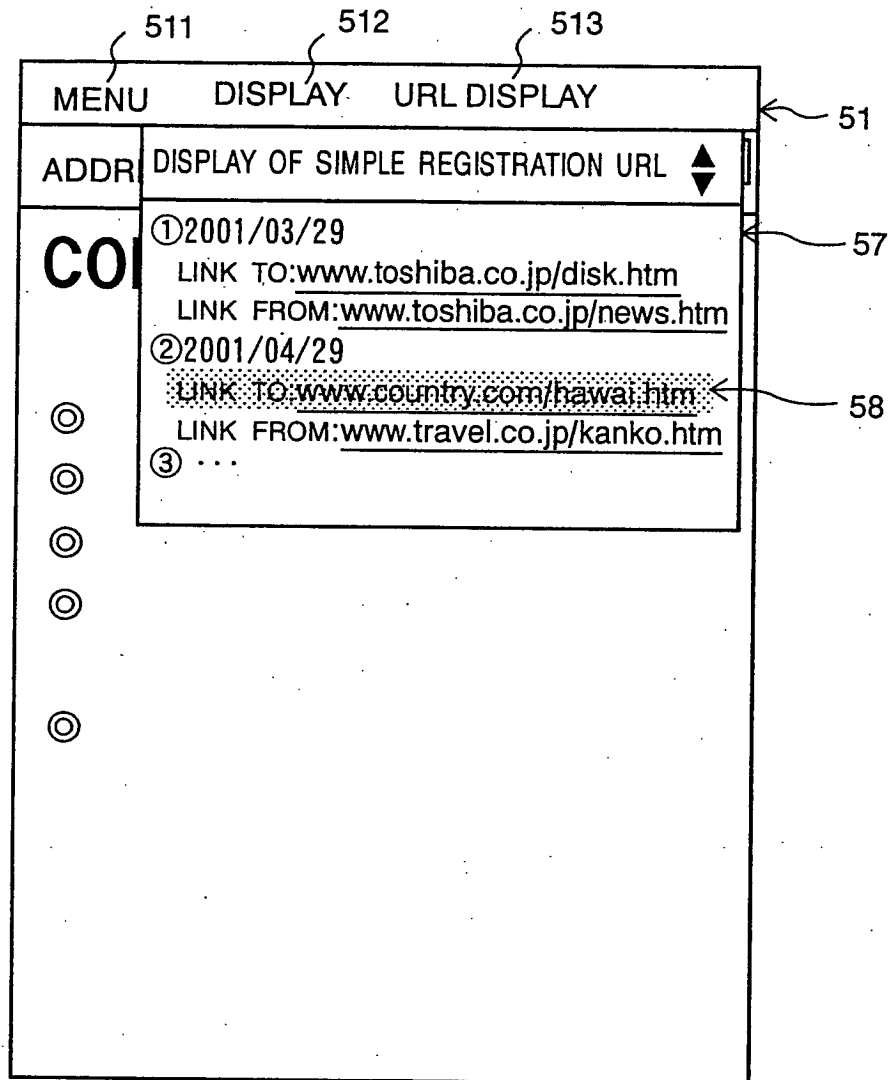 511 512 513
MENU DISPLAY URL DISPLAY
51
ADDR
DISPLAY OF SIMPLE REGISTRATION URL ▲▼
COI
①2001/03/29
57
LINK TO:www.toshiba.co.jp/disk.htm
LINK FROM:www.toshiba.co.jp/news.htm
②2001/04/29
LINK TO:www.country.com/hawai.htm
58
LINK FROM:www.travel.co.jp/kanko.htm
③ ···